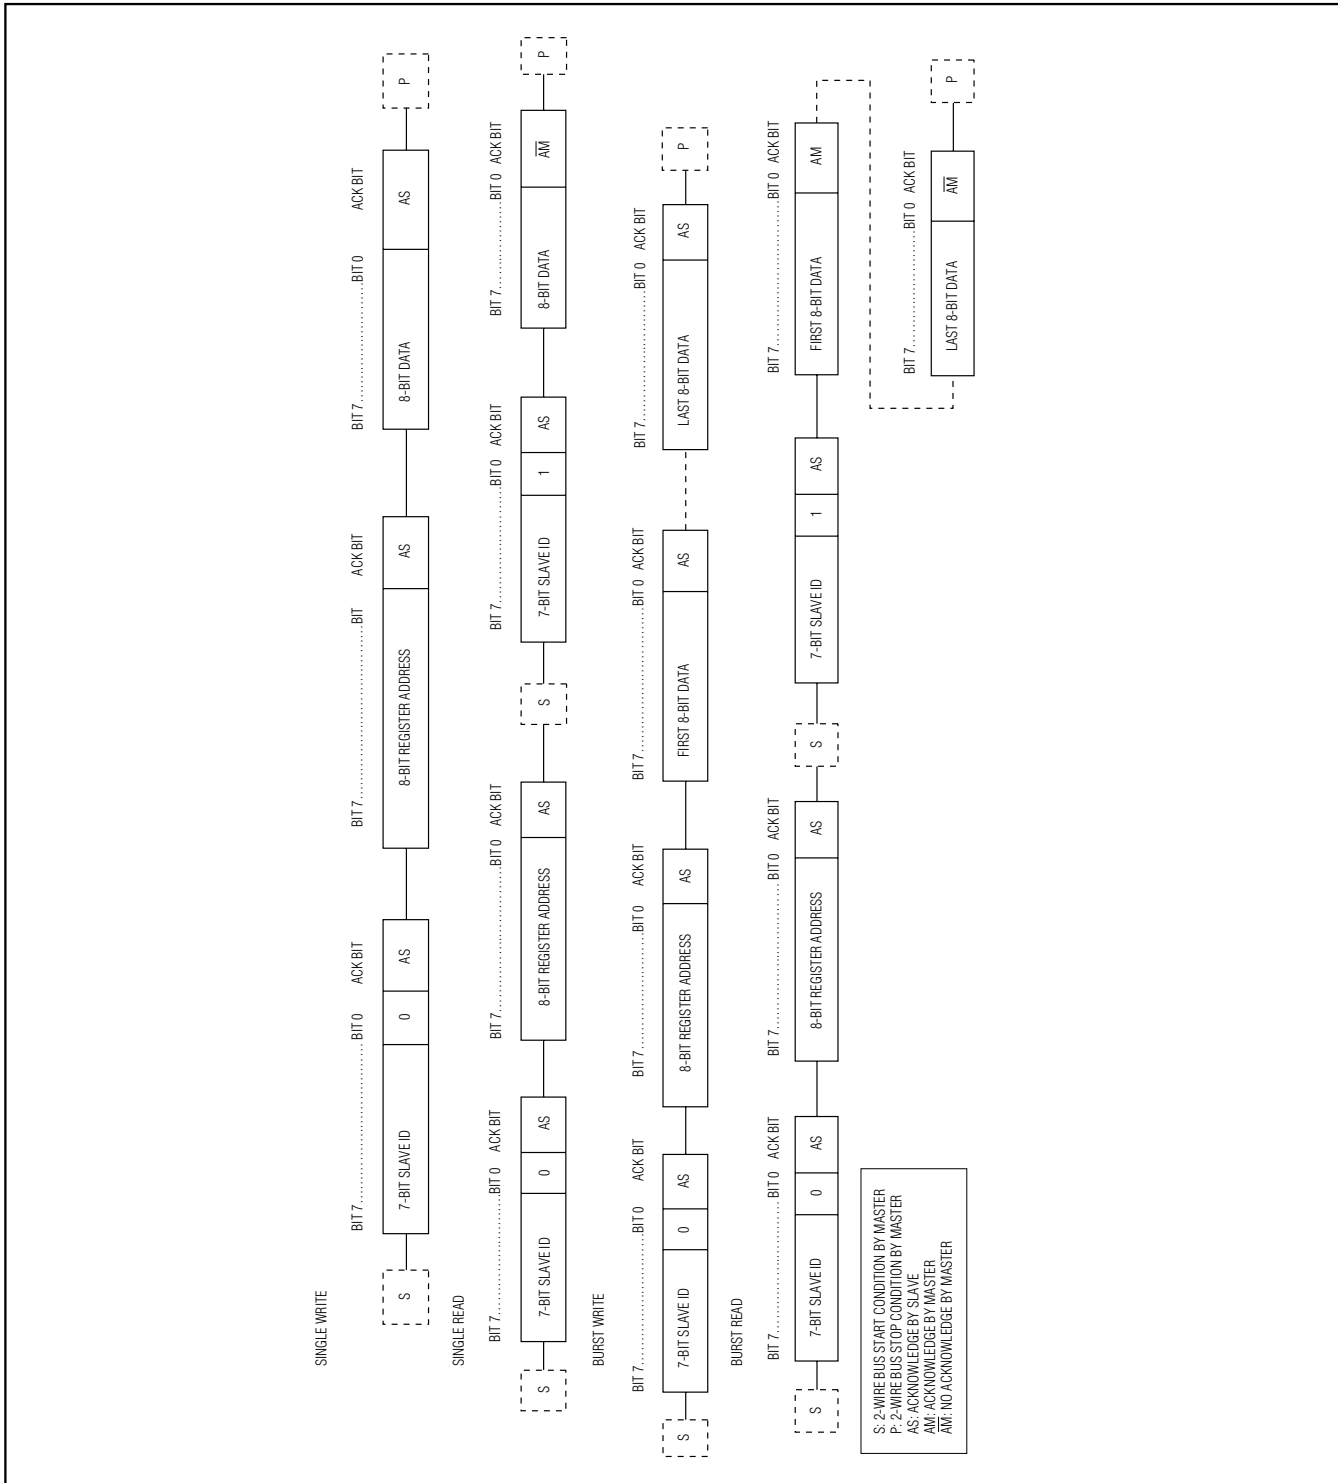 SINGLE WRITE
BIT 7..................BIT 0 ACK BIT BIT 7..................BIT ACK BIT BIT 7..................BIT 0 ACK BIT
S 7-BIT SLAVE ID 0 AS 8-BIT REGISTER ADDRESS AS 8-BIT DATA AS P
SINGLE READ
BIT 7..................BIT 0 ACK BIT BIT 7..................BIT 0 ACK BIT BIT 7..................BIT 0 ACK BIT BIT 7..................BIT 0 ACK BIT
S 7-BIT SLAVE ID 0 AS 8-BIT REGISTER ADDRESS AS S 7-BIT SLAVE ID 1 AS 8-BIT DATA A̅M̅ P
BURST WRITE
BIT 7..................BIT 0 ACK BIT BIT 7..................BIT 0 ACK BIT BIT 7..................BIT 0 ACK BIT BIT 7..................BIT 0 ACK BIT
S 7-BIT SLAVE ID 0 AS 8-BIT REGISTER ADDRESS AS FIRST 8-BIT DATA AS LAST 8-BIT DATA AS P
BURST READ
BIT 7..................BIT 0 ACK BIT BIT 7..................BIT 0 ACK BIT BIT 7..................BIT 0 ACK BIT
S 7-BIT SLAVE ID 0 AS 8-BIT REGISTER ADDRESS AS S 7-BIT SLAVE ID 1 AS FIRST 8-BIT DATA AM
BIT 7..................BIT 0 ACK BIT
LAST 8-BIT DATA A̅M̅ P
S: 2-WIRE BUS START CONDITION BY MASTER
P: 2-WIRE BUS STOP CONDITION BY MASTER
AS: ACKNOWLEDGE BY SLAVE
AM: ACKNOWLEDGE BY MASTER
A̅M̅: NO ACKNOWLEDGE BY MASTER